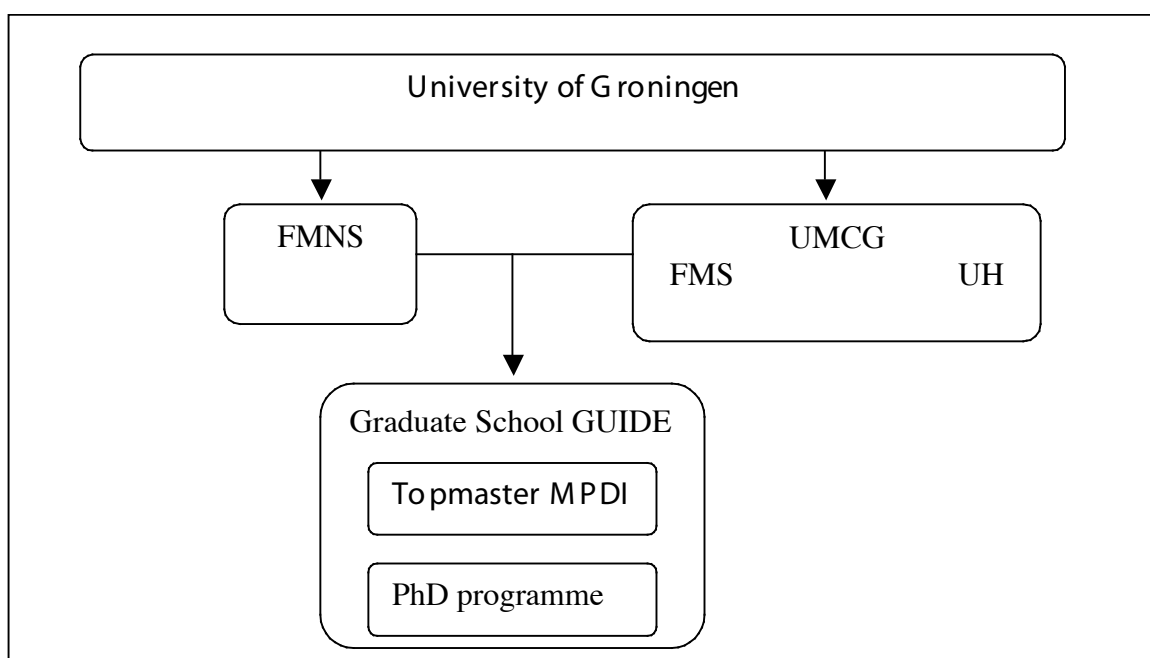 University of Groningen
FMNS
UMCG
FMS UH
Graduate School GUIDE
Topmaster MPDI
PhD programme